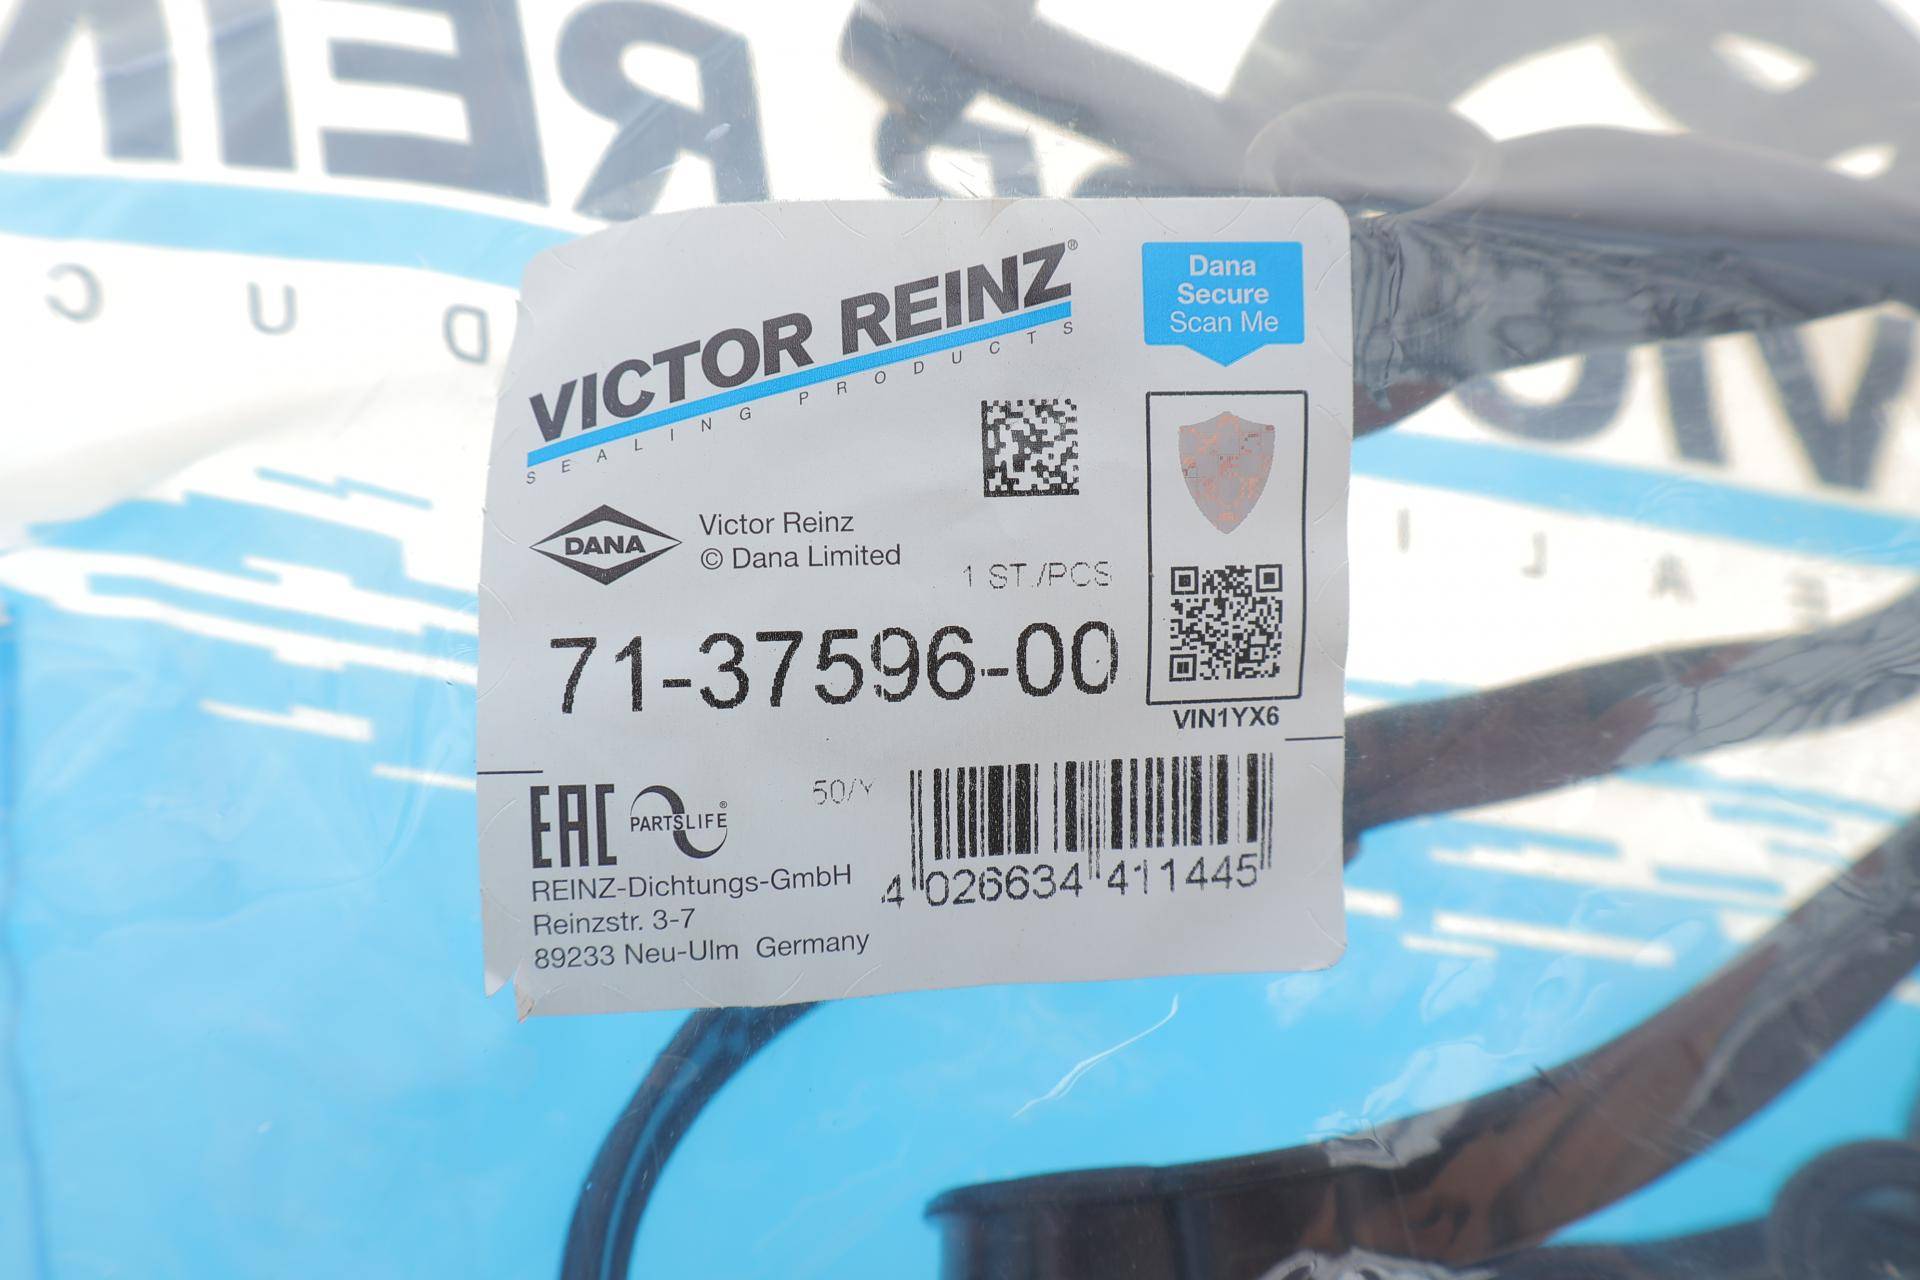 VICTOR REINZ®
SEALING PRODUCTS
Dana
Secure
Scan Me
DANA
Victor Reinz
© Dana Limited
1 ST./PCS
71-37596-00
VIN1YX6
EAC
PARTSLIFE®
50/Y
4 026634 411445
REINZ-Dichtungs-GmbH
Reinzstr. 3-7
89233 Neu-Ulm Germany